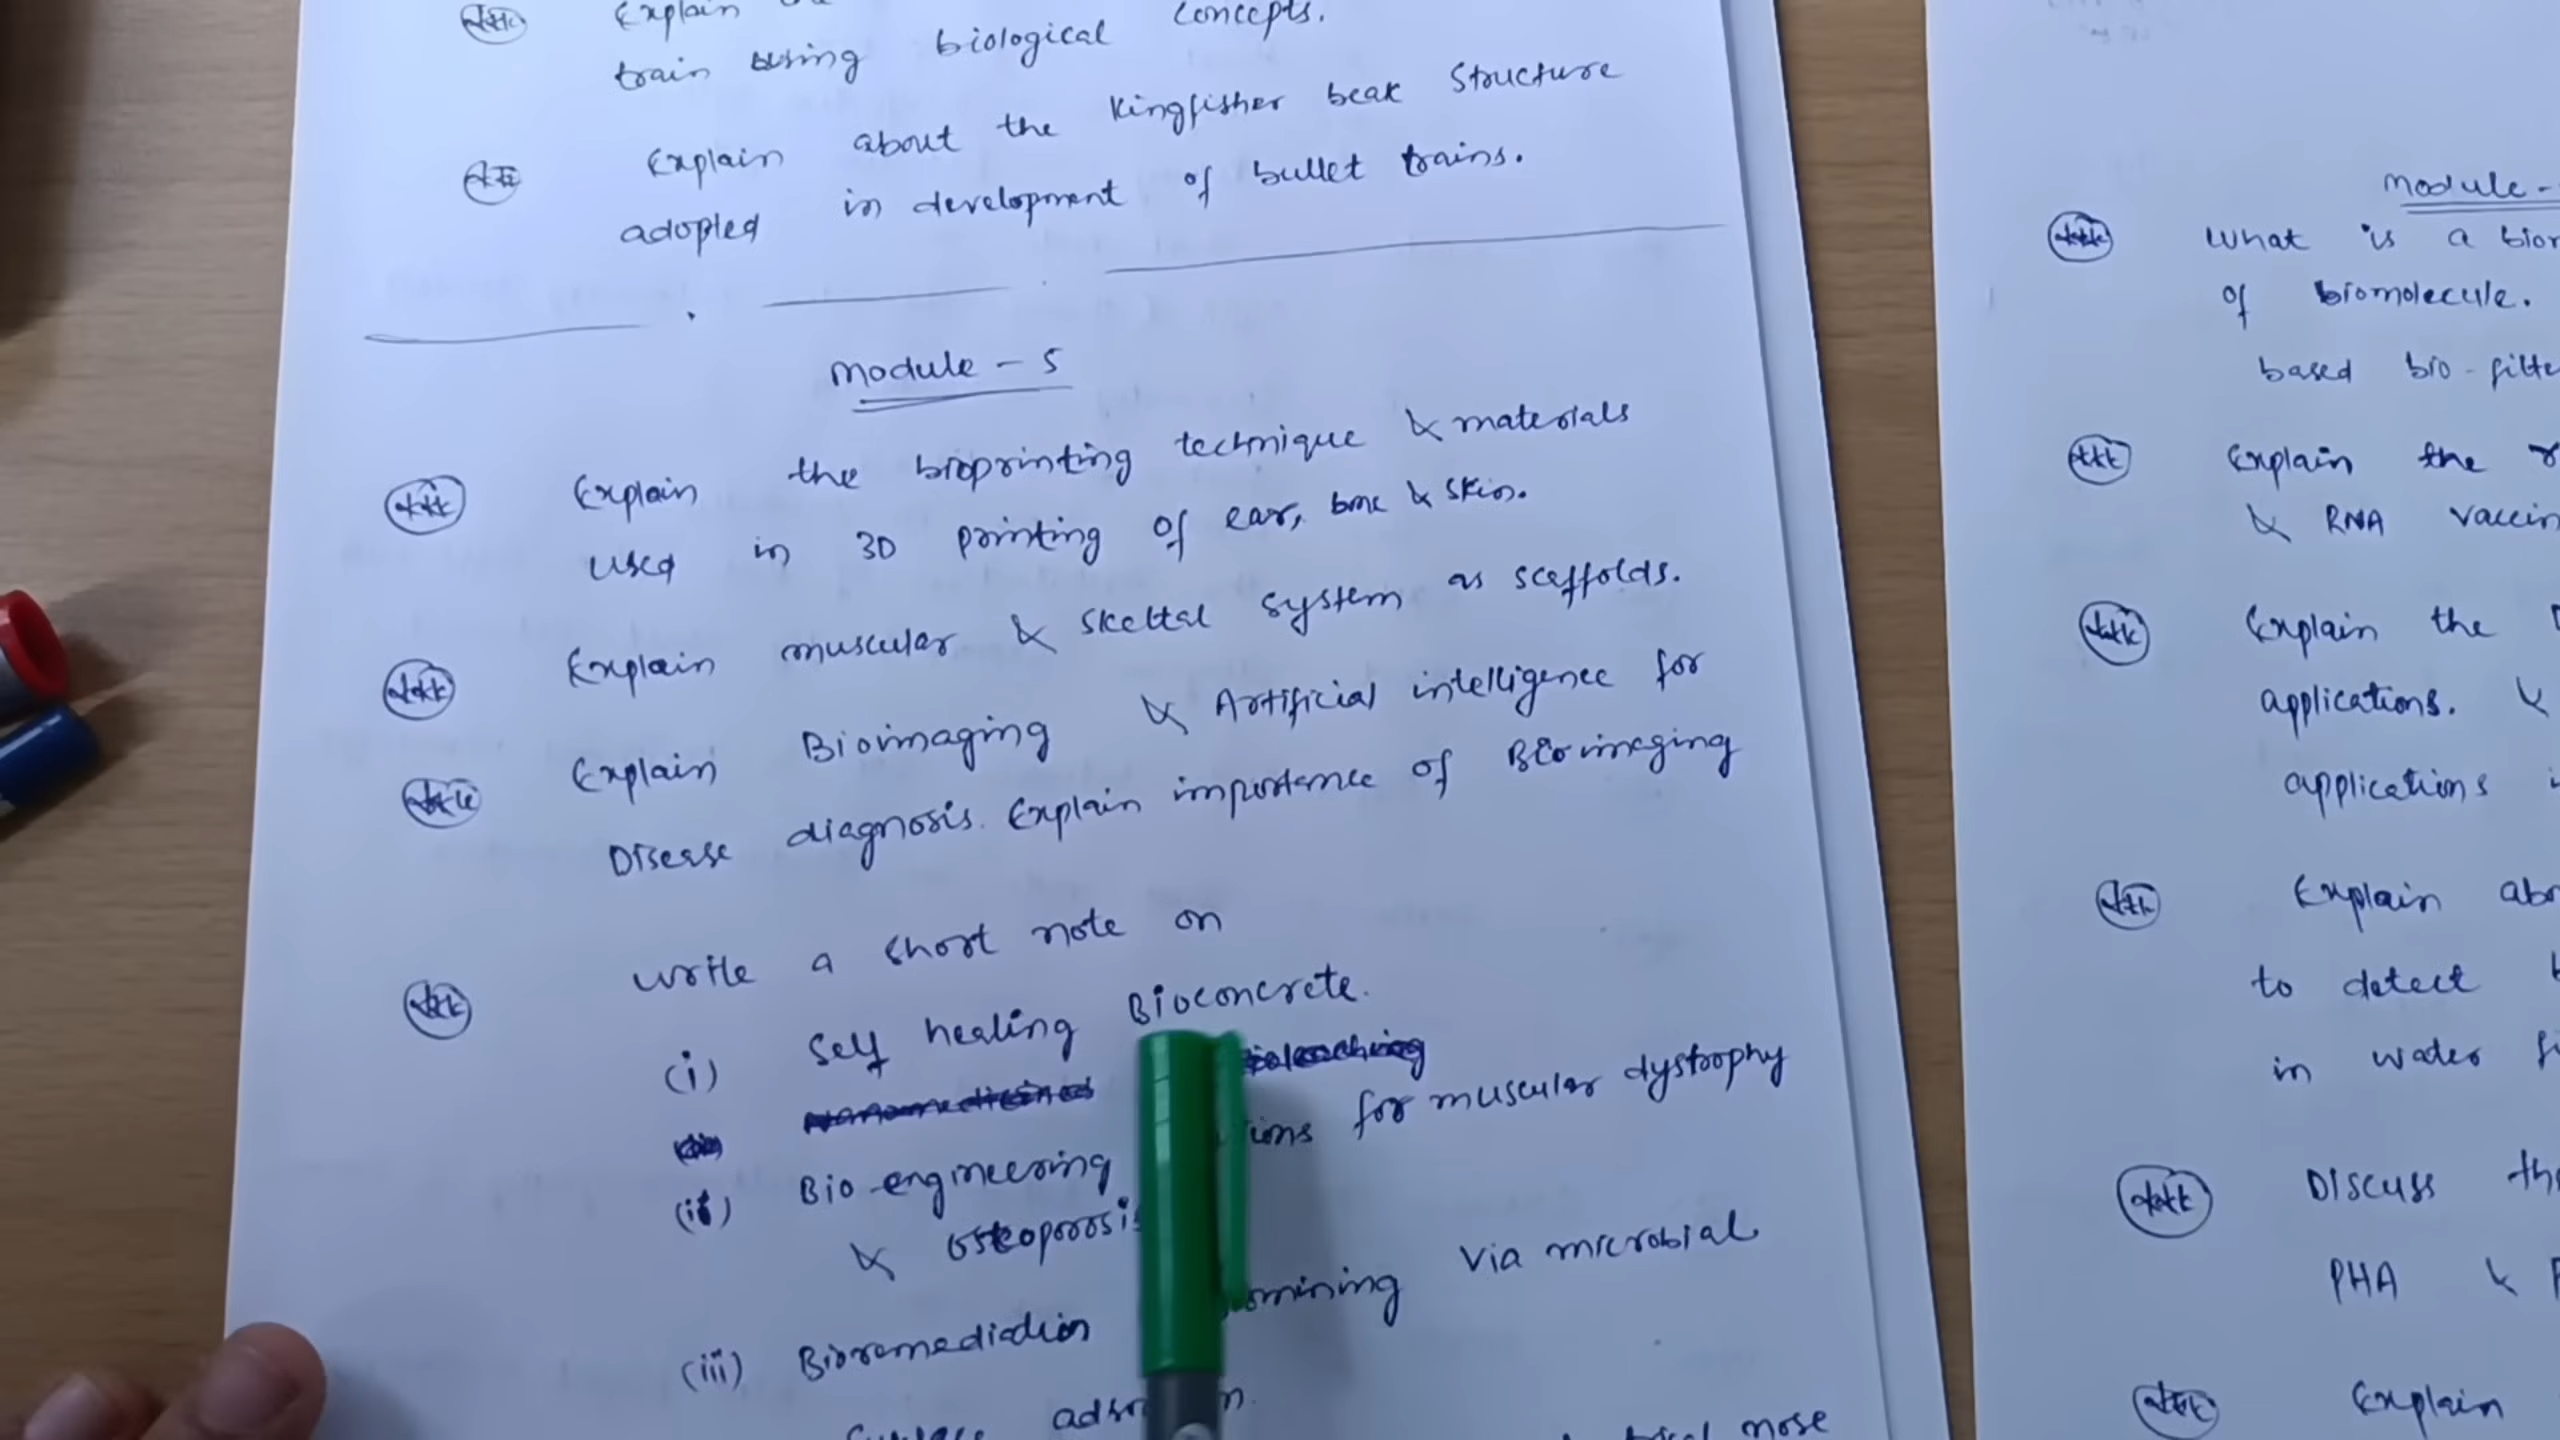 Explain
train using biological concepts.
Explain about the Kingfisher beak structure
adopted in development of bullet trains.
Module - 5
Explain the bioprinting technique & materials
used in 3D printing of ear, bone & skin.
Explain muscular & skeltal system as scaffolds.
Explain Bioimaging & Artificial intelligence for
Disease diagnosis. Explain importance of Bioimaging
write a short note on
(i) Self healing Bioconcrete.
(ii) Bio-engineering for muscular dystrophy
& osteoporosis
(iii) Bioremediation via microbial
nose
Module -
What is a
of biomolecule.
based bio-
Explain the
& RNA
Explain the
applications. &
applications
Explain
to detect
in water
Discuss
PHA &
Explain